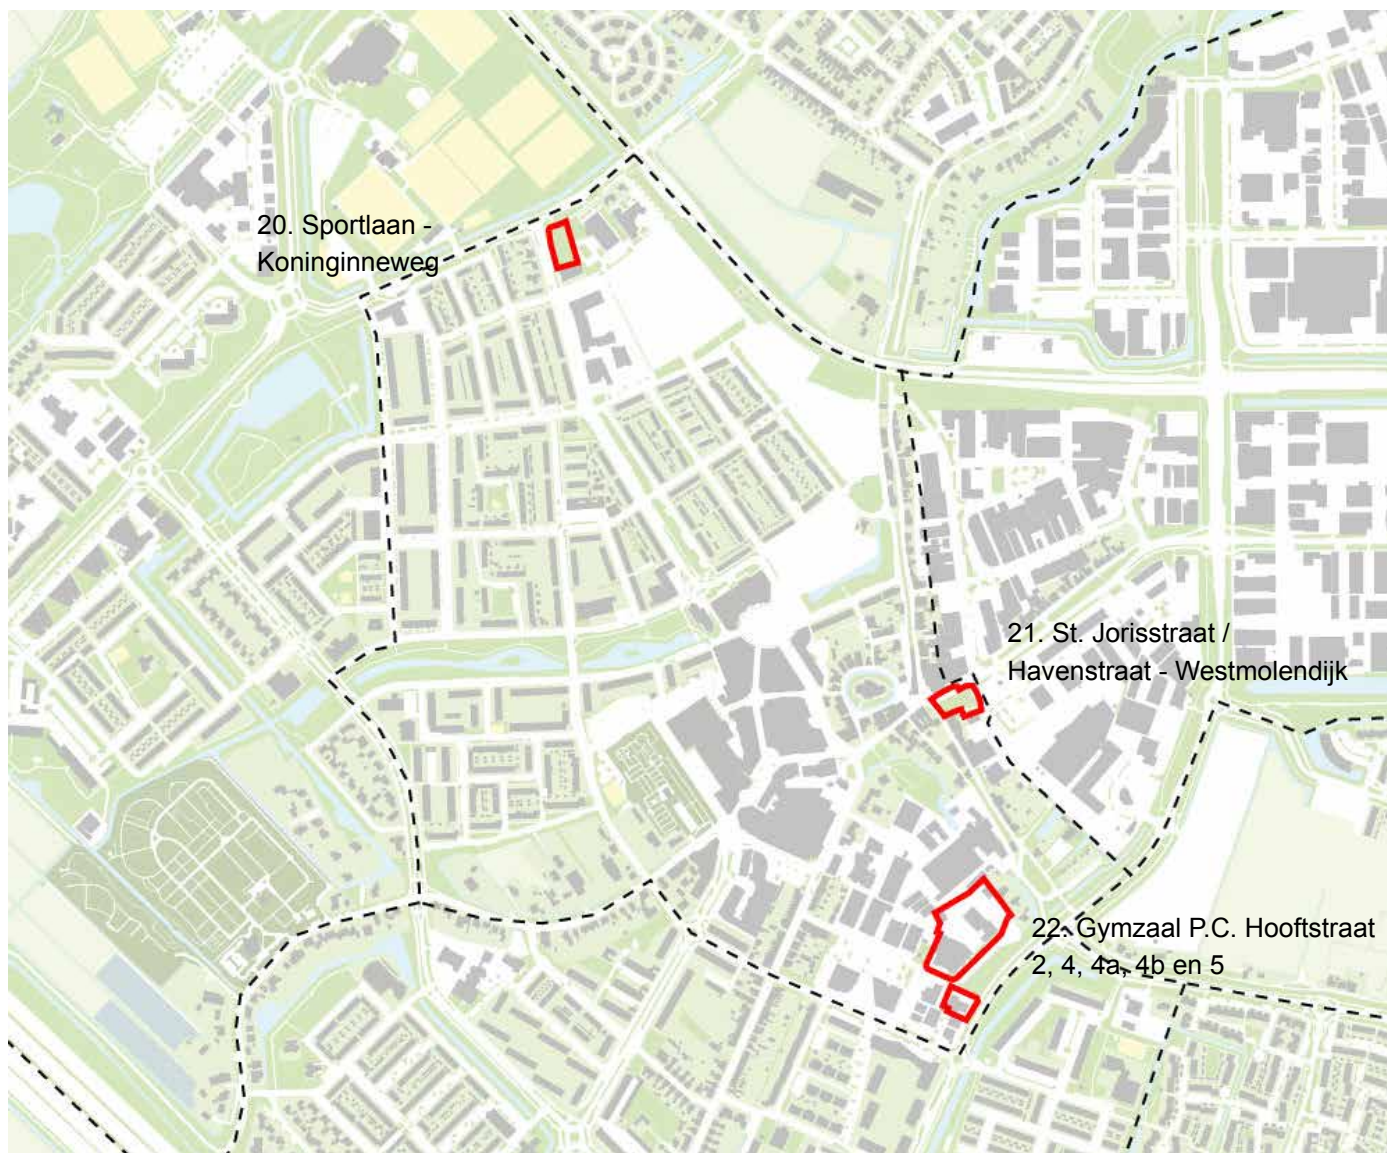 20. Sportlaan -
Koninginneweg
21. St. Jorisstraat /
Havenstraat - Westmolendijk
22. Gymzaal P.C. Hooftstraat
2, 4, 4a, 4b en 5